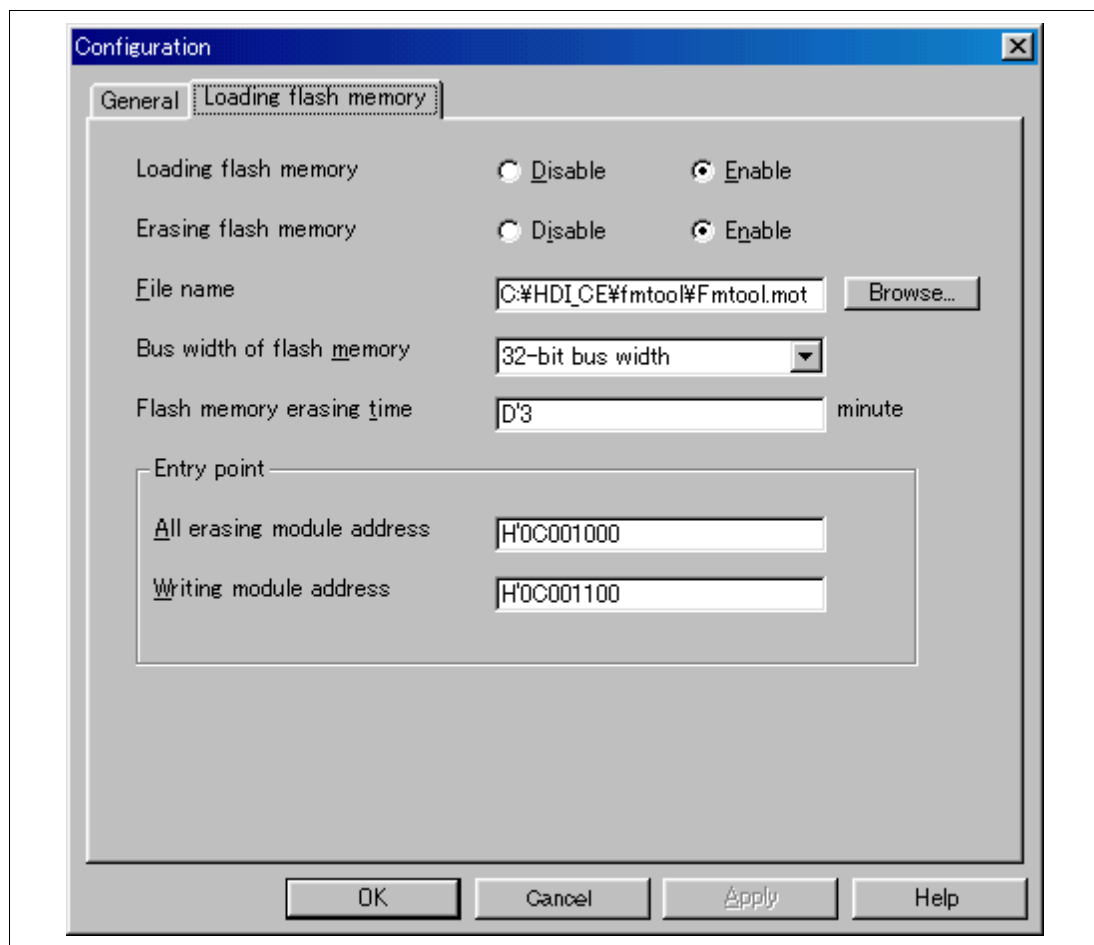 Configuration
General Loading flash memory
Loading flash memory Disable Enable
Erasing flash memory Disable Enable
File name C:¥HDI_CE¥fmtool¥Fmtool.mot Browse...
Bus width of flash memory 32-bit bus width
Flash memory erasing time D'3 minute
Entry point
All erasing module address H'0C001000
Writing module address H'0C001100
OK Cancel Apply Help